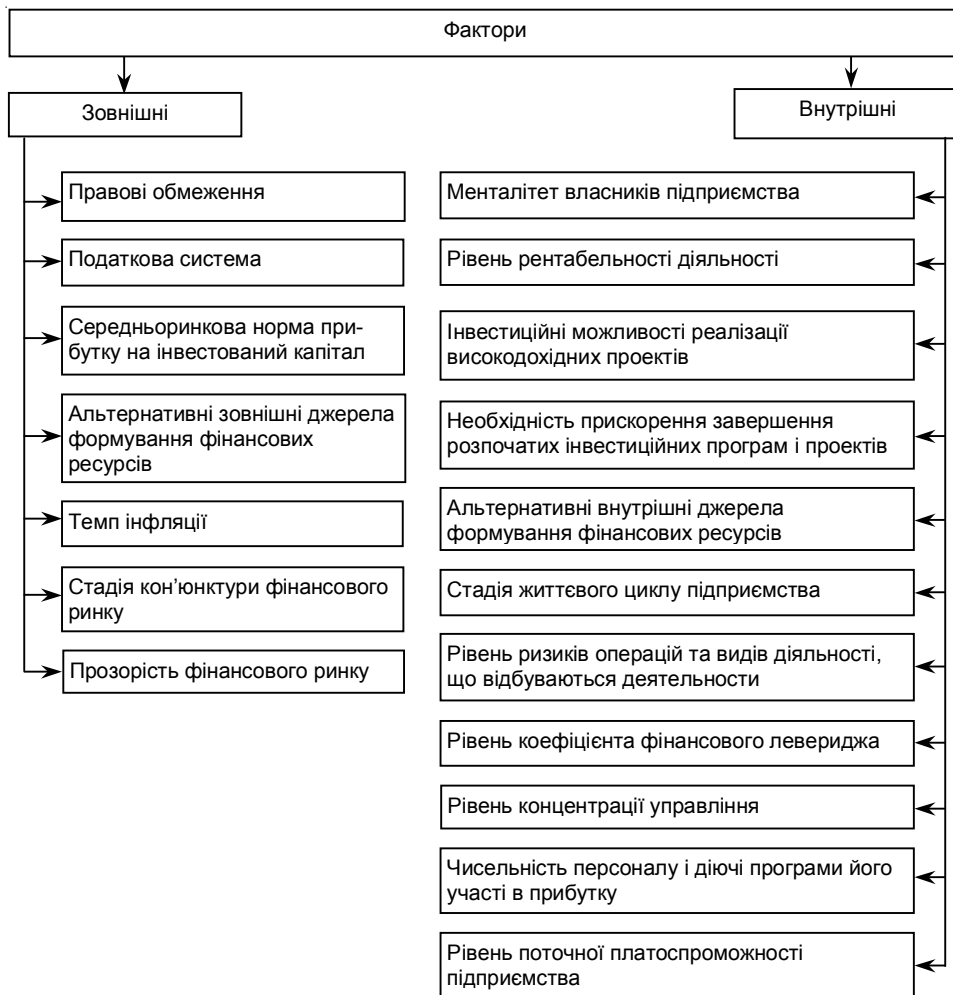 Фактори
Зовнішні
Внутрішні
Правові обмеження
Податкова система
Середньоринкова норма при-
бутку на інвестований капітал
Альтернативні зовнішні джерела
формування фінансових
ресурсів
Темп інфляції
Стадія кон’юнктури фінансового
ринку
Прозорість фінансового ринку
Менталітет власників підприємства
Рівень рентабельності діяльності
Інвестиційні можливості реалізації
високодохідних проектів
Необхідність прискорення завершення
розпочатих інвестиційних програм і проектів
Альтернативні внутрішні джерела
формування фінансових ресурсів
Стадія життєвого циклу підприємства
Рівень ризиків операцій та видів діяльності,
що відбуваються деятельности
Рівень коефіцієнта фінансового левериджа
Рівень концентрації управління
Чисельність персоналу і діючі програми його
участі в прибутку
Рівень поточної платоспроможності
підприємства